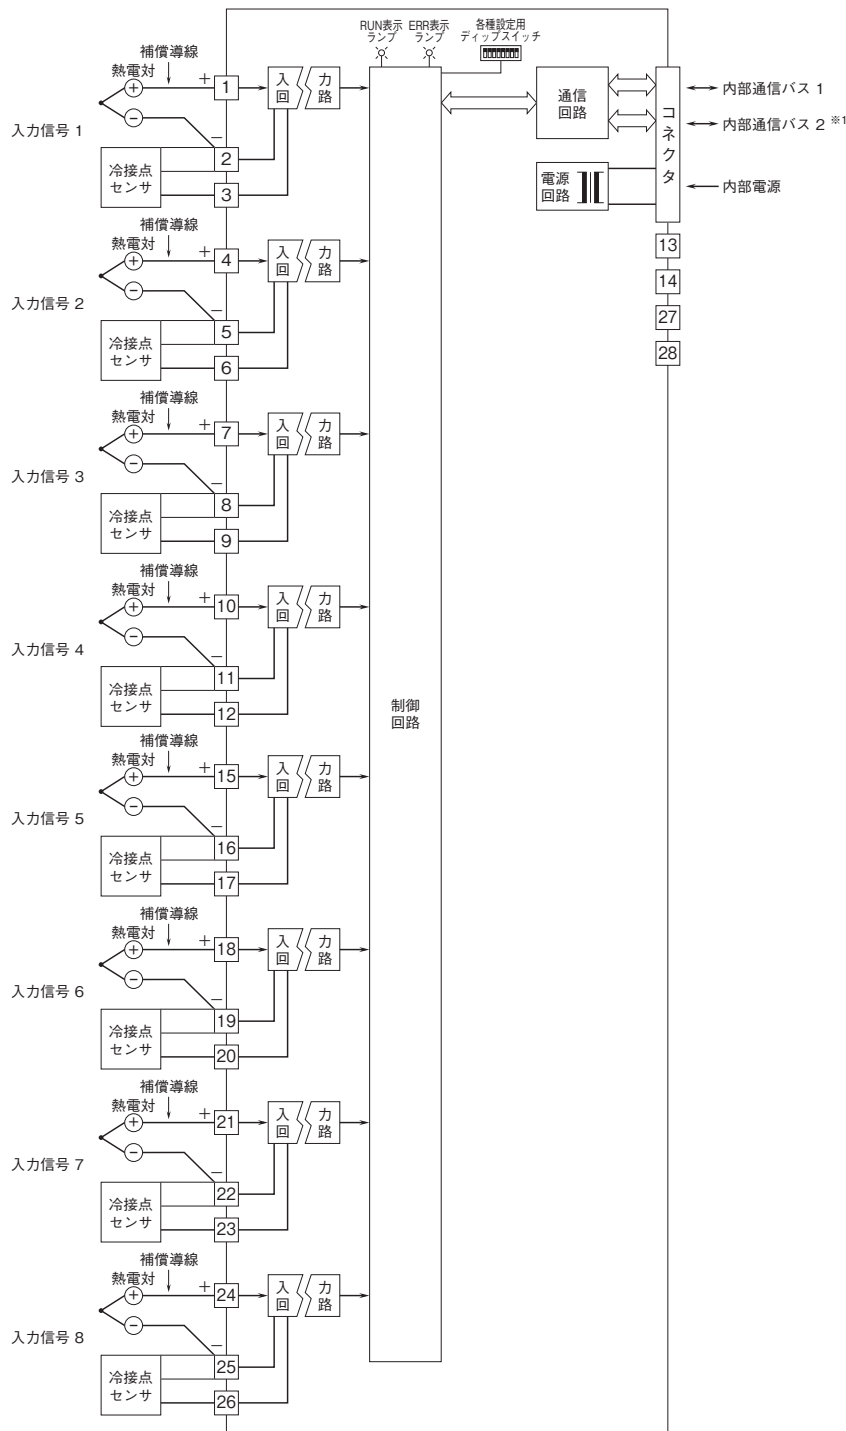 RUN表示
ランプ
ERR表示
ランプ
各種設定用
ディップスイッチ
補償導線
熱電対
+
−
+
−
入力信号 1
冷接点
センサ
1
2
3
入 力
回 路
補償導線
熱電対
+
−
+
−
入力信号 2
冷接点
センサ
4
5
6
入 力
回 路
補償導線
熱電対
+
−
+
−
入力信号 3
冷接点
センサ
7
8
9
入 力
回 路
補償導線
熱電対
+
−
+
−
入力信号 4
冷接点
センサ
10
11
12
入 力
回 路
補償導線
熱電対
+
−
+
−
入力信号 5
冷接点
センサ
15
16
17
入 力
回 路
補償導線
熱電対
+
−
+
−
入力信号 6
冷接点
センサ
18
19
20
入 力
回 路
補償導線
熱電対
+
−
+
−
入力信号 7
冷接点
センサ
21
22
23
入 力
回 路
補償導線
熱電対
+
−
+
−
入力信号 8
冷接点
センサ
24
25
26
入 力
回 路
制御
回路
通信
回路
電源
回路
コネクタ
内部通信バス 1
内部通信バス 2 ※1
内部電源
13
14
27
28